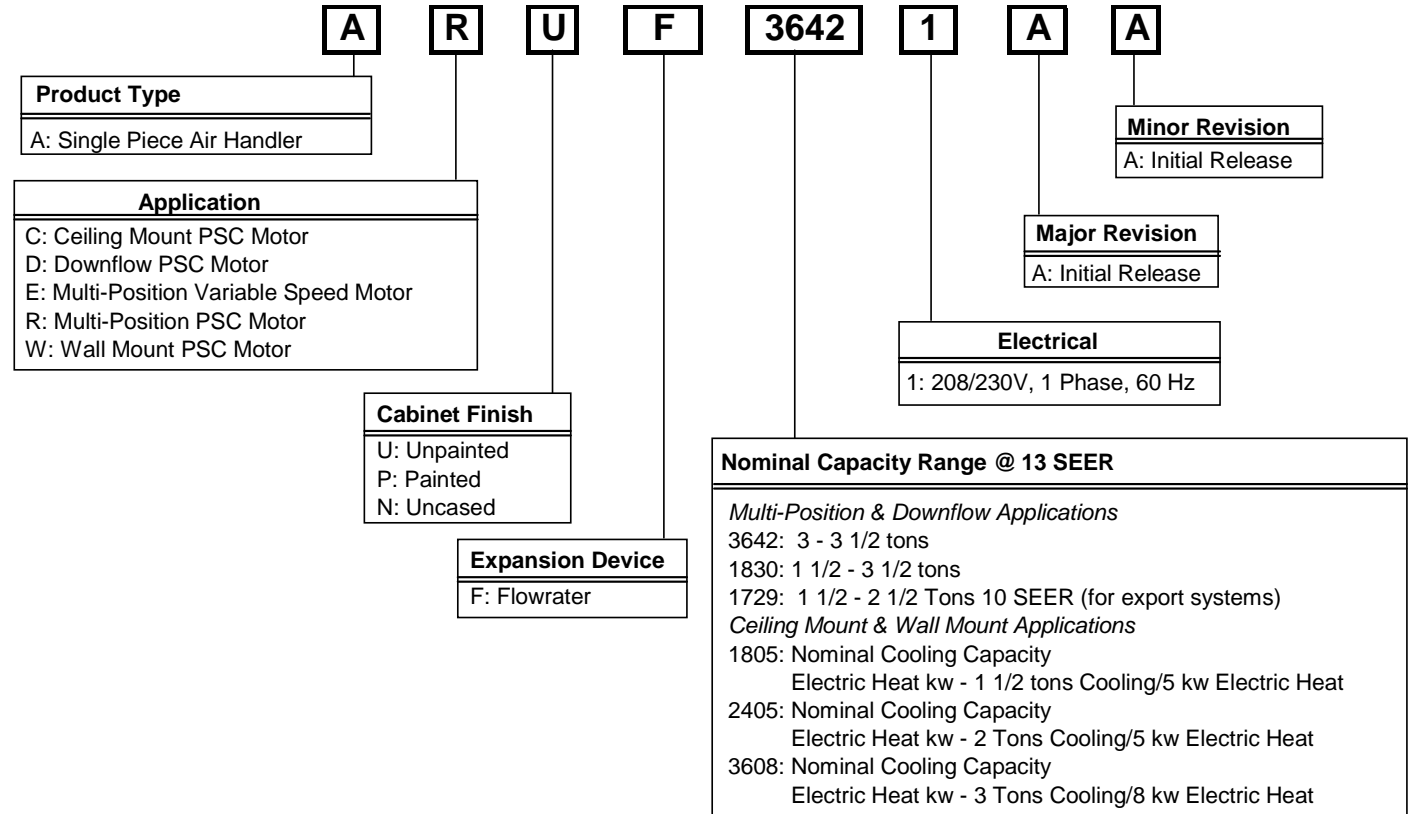 A R U F 3642 1 A A
Product Type
A: Single Piece Air Handler
Minor Revision
A: Initial Release
Application
C: Ceiling Mount PSC Motor
D: Downflow PSC Motor
E: Multi-Position Variable Speed Motor
R: Multi-Position PSC Motor
W: Wall Mount PSC Motor
Major Revision
A: Initial Release
Electrical
1: 208/230V, 1 Phase, 60 Hz
Cabinet Finish
U: Unpainted
P: Painted
N: Uncased
Expansion Device
F: Flowrater
Nominal Capacity Range @ 13 SEER
Multi-Position & Downflow Applications
3642: 3 - 3 1/2 tons
1830: 1 1/2 - 3 1/2 tons
1729: 1 1/2 - 2 1/2 Tons 10 SEER (for export systems)
Ceiling Mount & Wall Mount Applications
1805: Nominal Cooling Capacity
Electric Heat kw - 1 1/2 tons Cooling/5 kw Electric Heat
2405: Nominal Cooling Capacity
Electric Heat kw - 2 Tons Cooling/5 kw Electric Heat
3608: Nominal Cooling Capacity
Electric Heat kw - 3 Tons Cooling/8 kw Electric Heat